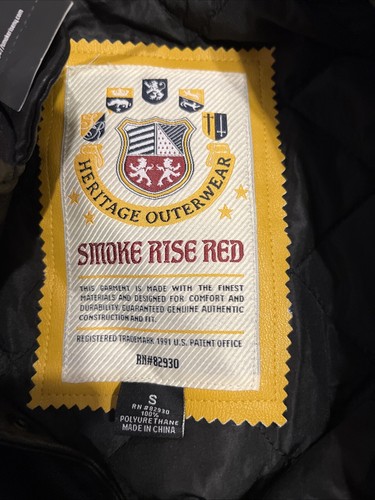 HERITAGE OUTERWEAR
SMOKE RISE RED
THIS GARMENT IS MADE WITH THE FINEST
MATERIALS AND DESIGNED FOR COMFORT AND
DURABILITY. GUARANTEED GENUINE AUTHENTIC
CONSTRUCTION AND FIT.
REGISTERED TRADEMARK 1991 U.S. PATENT OFFICE
RN#82930
S
RN #82930
100%
POLYURETHANE
MADE IN CHINA